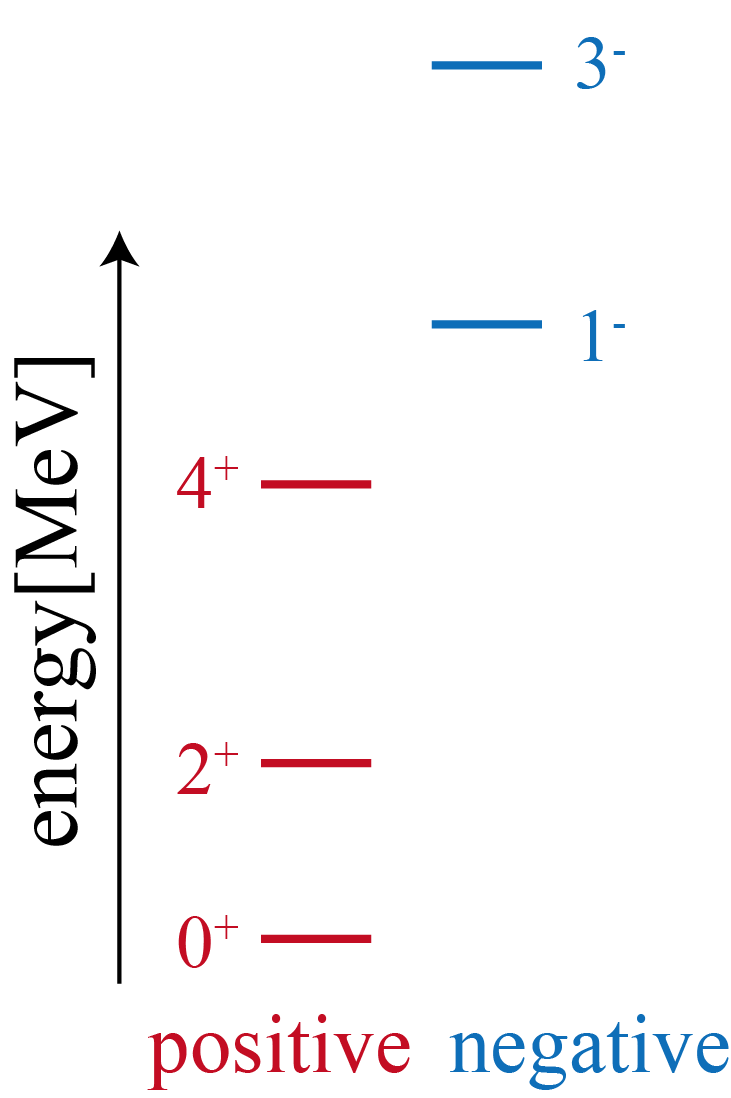 3⁻
1⁻
4⁺
2⁺
0⁺
energy[MeV]
positive negative